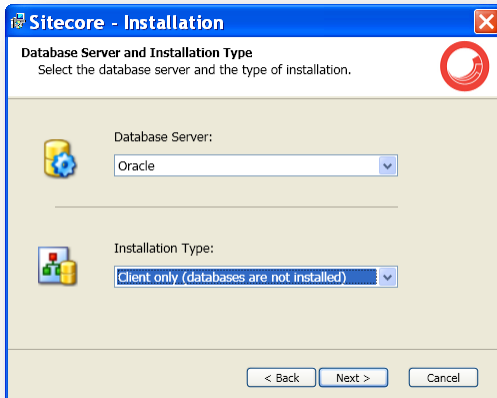 Sitecore - Installation
Database Server and Installation Type
Select the database server and the type of installation.
Database Server:
Oracle
Installation Type:
Client only (databases are not installed)
< Back Next > Cancel